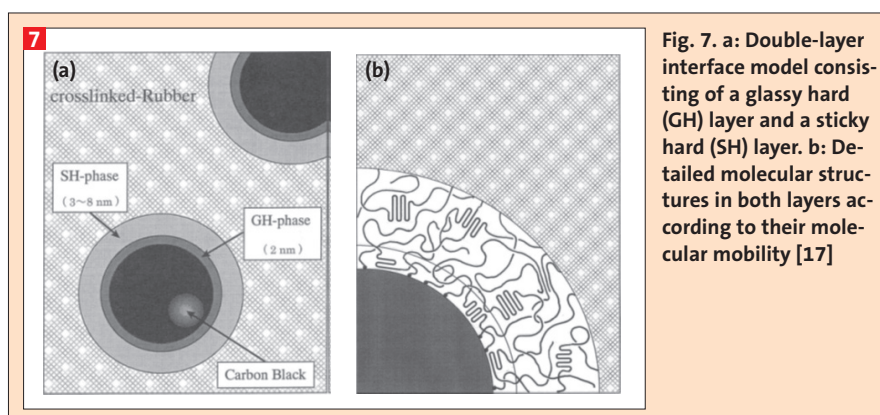 7
(a)
crosslinked-Rubber
SH-phase
(3~8 nm)
GH-phase
(2 nm)
Carbon Black
(b)
Fig. 7. a: Double-layer
interface model consis-
ting of a glassy hard
(GH) layer and a sticky
hard (SH) layer. b: De-
tailed molecular struc-
tures in both layers ac-
cording to their mole-
cular mobility [17]